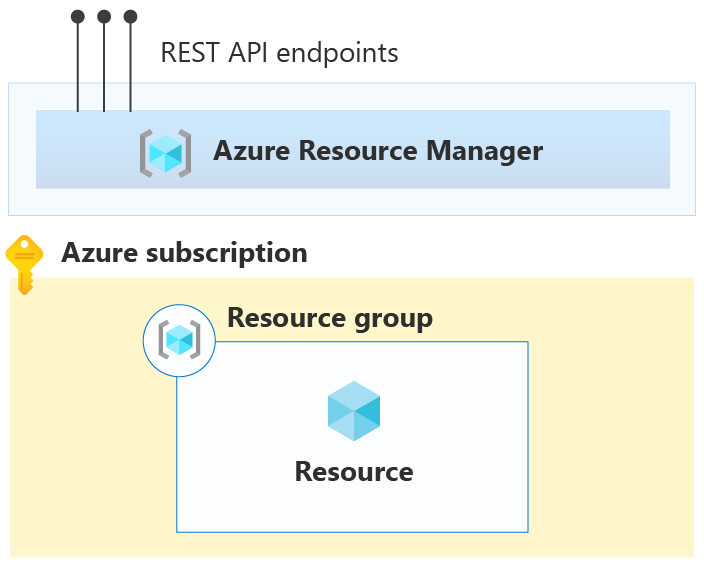 REST API endpoints
Azure Resource Manager
Azure subscription
Resource group
Resource